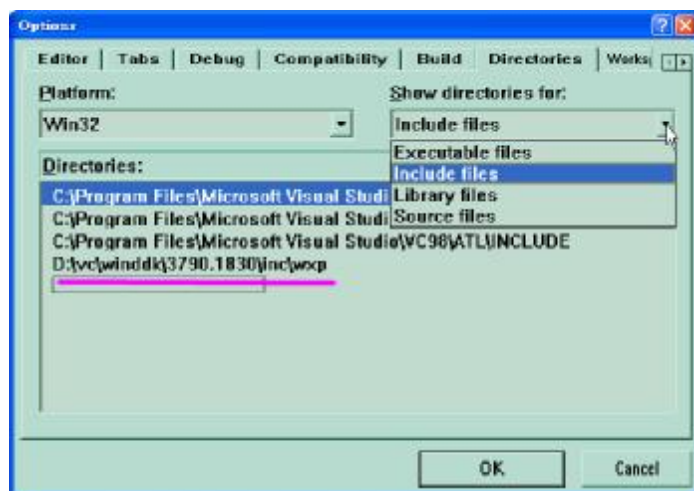 Options
Editor Tabs Debug Compatibility Build Directories Works
Platform:
Show directories for:
Win32
Include files
Executable files
Include files
Library files
Source files
Directories:
C:\Program Files\Microsoft Visual Studi
C:\Program Files\Microsoft Visual Studi
C:\Program Files\Microsoft Visual Studio\VC98\ATL\INCLUDE
D:\vc\winddk\3790.1830\inc\wxp
OK
Cancel